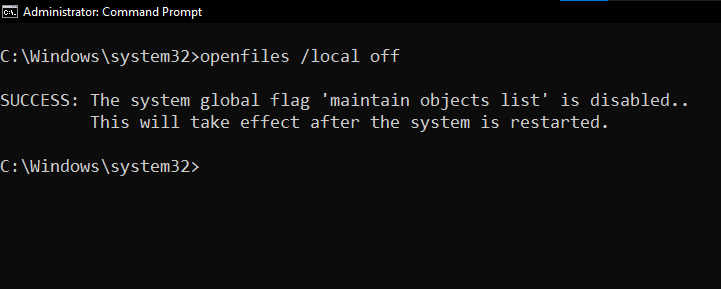 Administrator: Command Prompt
C:\Windows\system32>openfiles /local off
SUCCESS: The system global flag 'maintain objects list' is disabled..
This will take effect after the system is restarted.
C:\Windows\system32>